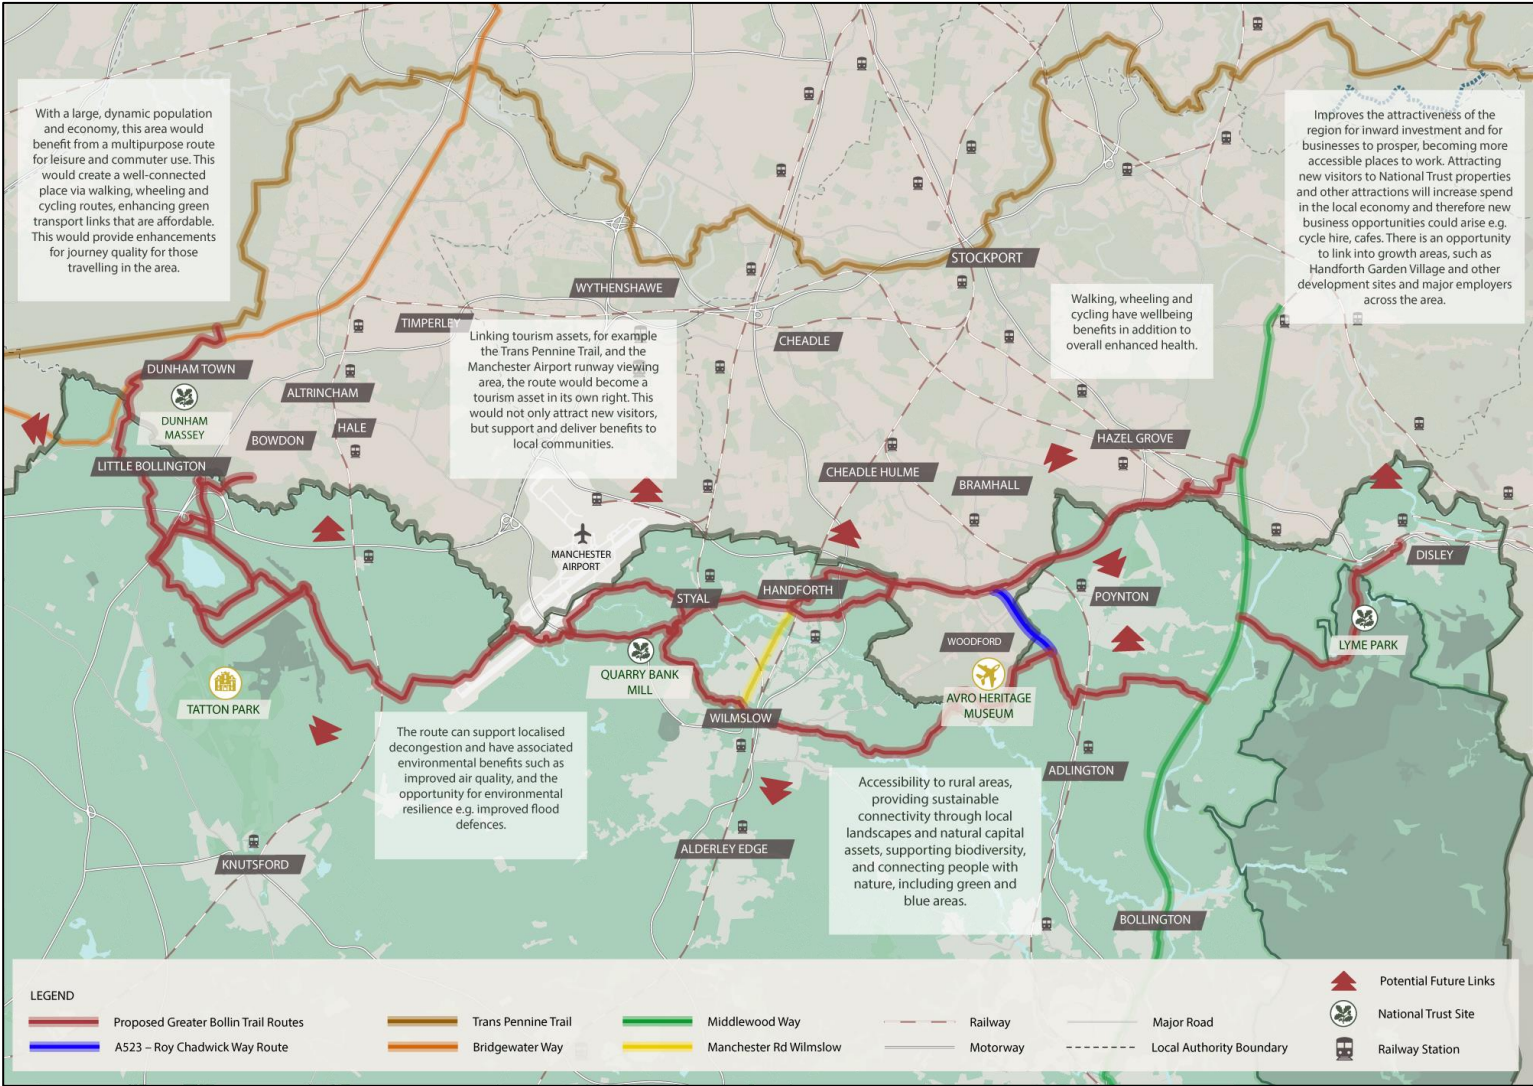 With a large, dynamic population
and economy, this area would
benefit from a multipurpose route
for leisure and commuter use. This
would create a well-connected
place via walking, wheeling and
cycling routes, enhancing green
transport links that are affordable.
This would provide enhancements
for journey quality for those
travelling in the area.
Improves the attractiveness of the
region for inward investment and for
businesses to prosper, becoming more
accessible places to work. Attracting
new visitors to National Trust properties
and other attractions will increase spend
in the local economy and therefore new
business opportunities could arise e.g.
cycle hire, cafes. There is an opportunity
to link into growth areas, such as
Handforth Garden Village and other
development sites and major employers
across the area.
STOCKPORT
WYTHENSHAWE
Walking, wheeling and
cycling have wellbeing
benefits in addition to
overall enhanced health.
TIMPERLEY
Linking tourism assets, for example
the Trans Pennine Trail, and the
Manchester Airport runway viewing
area, the route would become a
tourism asset in its own right. This
would not only attract new visitors,
but support and deliver benefits to
local communities.
CHEADLE
DUNHAM TOWN
ALTRINCHAM
DUNHAM
MASSEY
HALE
BOWDON
HAZEL GROVE
LITTLE BOLLINGTON
CHEADLE HULME
BRAMHALL
MANCHESTER
AIRPORT
DISLEY
STYAL
HANDFORTH
POYNTON
WOODFORD
LYME PARK
QUARRY BANK
MILL
AVRO HERITAGE
MUSEUM
TATTON PARK
WILMSLOW
The route can support localised
decongestion and have associated
environmental benefits such as
improved air quality, and the
opportunity for environmental
resilience e.g. improved flood
defences.
ADLINGTON
Accessibility to rural areas,
providing sustainable
connectivity through local
landscapes and natural capital
assets, supporting biodiversity,
and connecting people with
nature, including green and
blue areas.
ALDERLEY EDGE
KNUTSFORD
BOLLINGTON
LEGEND
Proposed Greater Bollin Trail Routes
A523 – Roy Chadwick Way Route
Trans Pennine Trail
Bridgewater Way
Middlewood Way
Manchester Rd Wilmslow
Railway
Motorway
Major Road
Local Authority Boundary
Potential Future Links
National Trust Site
Railway Station